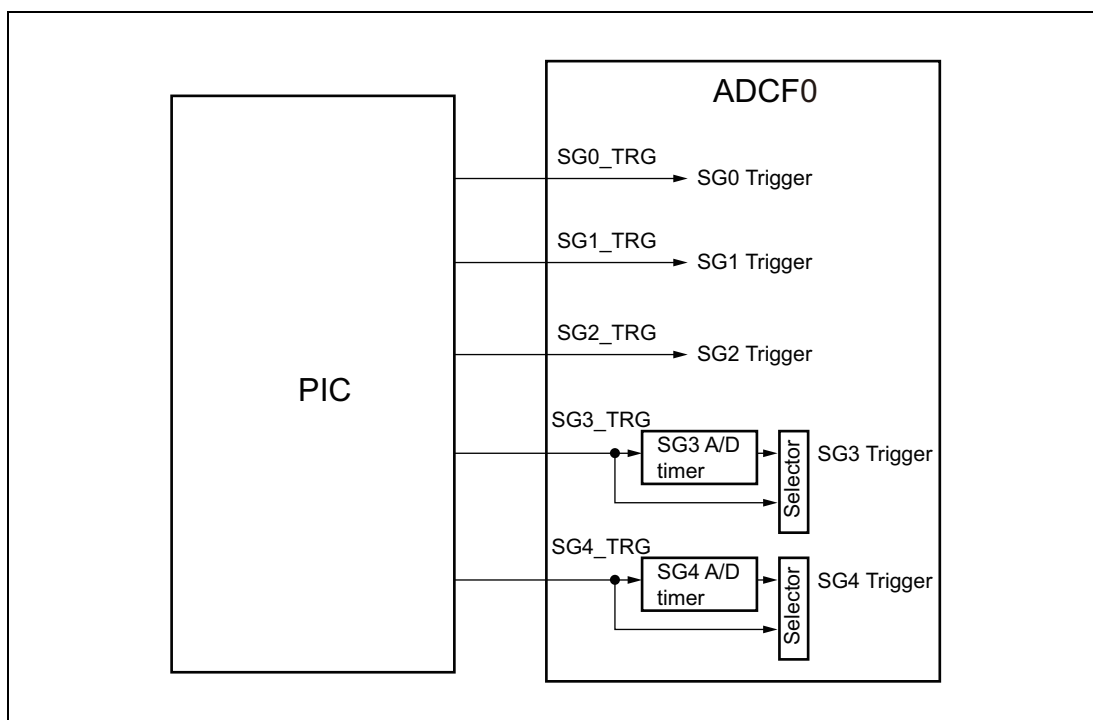 ADCF0
PIC
SG0_TRG
SG0 Trigger
SG1_TRG
SG1 Trigger
SG2_TRG
SG2 Trigger
SG3_TRG
SG3 A/D
timer
Selector
SG3 Trigger
SG4_TRG
SG4 A/D
timer
Selector
SG4 Trigger